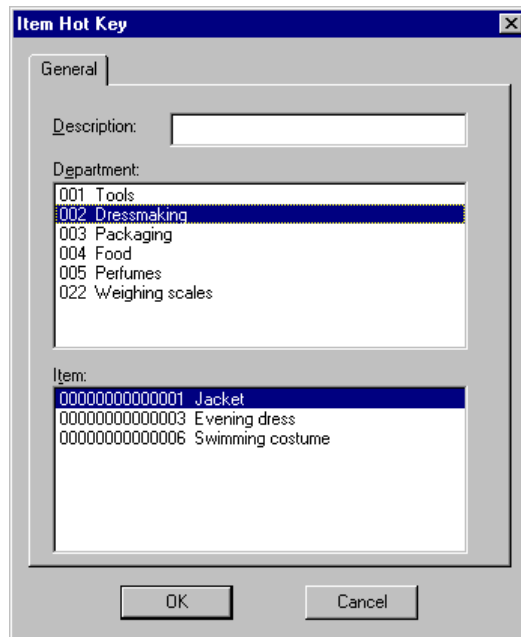 Item Hot Key
General
Description:
Department:
001 Tools
002 Dressmaking
003 Packaging
004 Food
005 Perfumes
022 Weighing scales
Item:
00000000000001 Jacket
00000000000003 Evening dress
00000000000006 Swimming costume
OK Cancel